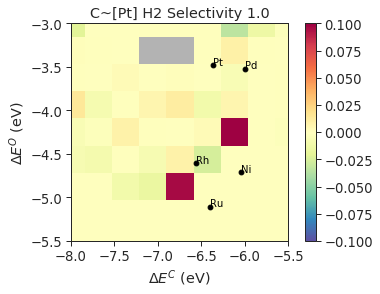 C~[Pt] H2 Selectivity 1.0
−3.0
−3.5
−4.0
−4.5
−5.0
−5.5
ΔE^O (eV)
Pt
Pd
Rh
Ni
Ru
−8.0 −7.5 −7.0 −6.5 −6.0 −5.5
ΔE^C (eV)
0.100
0.075
0.050
0.025
0.000
−0.025
−0.050
−0.075
−0.100